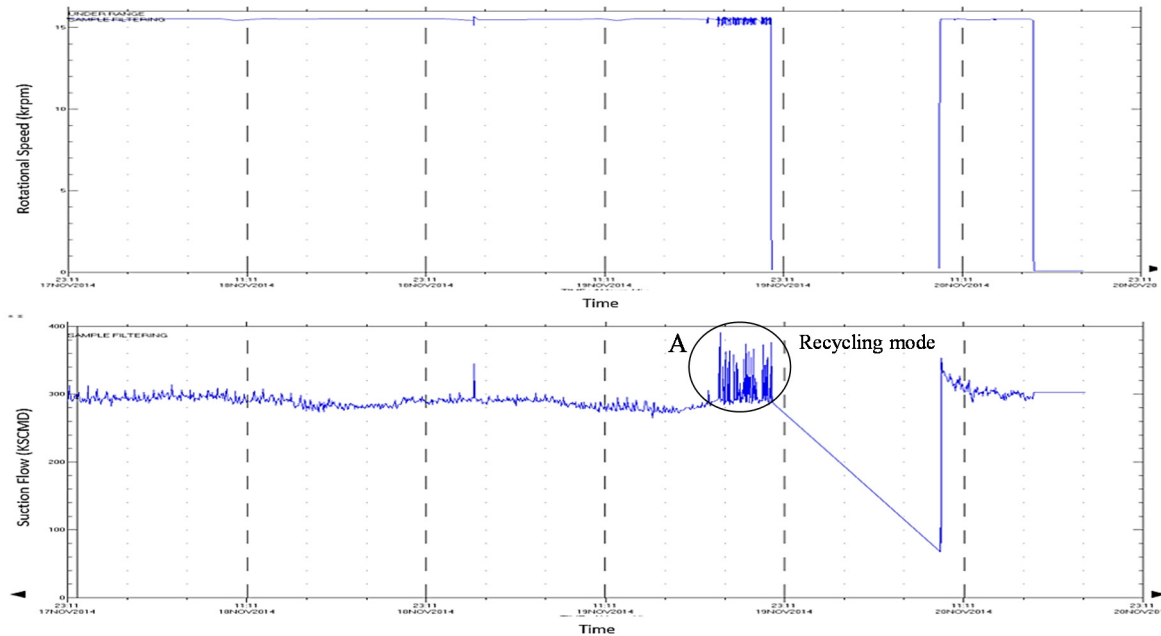 UNDER RANGE
SAMPLE FILTERING
15
10
5
0
Rotational Speed (krpm)
23:11 11:11 23:11 11:11 23:11 11:11 23:11
17NOV2014 18NOV2014 18NOV2014 19NOV2014 19NOV2014 20NOV2014 20NOV20
Time
400
SAMPLE FILTERING
A Recycling mode
300
200
100
0
Suction Flow (KSCMD)
23:11 11:11 23:11 11:11 23:11 11:11 23:11
17NOV2014 18NOV2014 18NOV2014 19NOV2014 19NOV2014 20NOV2014 20NOV20
Time